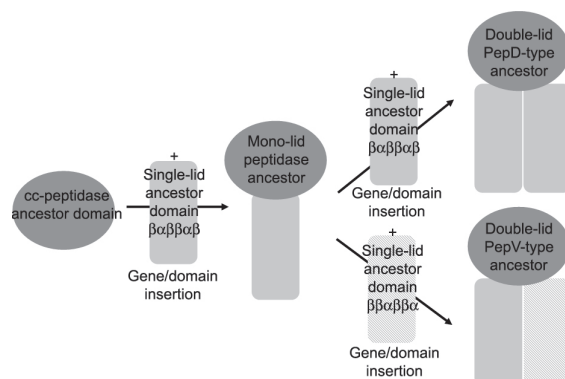 cc-peptidase
ancestor domain
+
Single-lid
ancestor
domain
βαββαβ
Gene/domain
insertion
Mono-lid
peptidase
ancestor
+
Single-lid
ancestor
domain
βαββαβ
Gene/domain
insertion
Double-lid
PepD-type
ancestor
+
Single-lid
ancestor
domain
ββαββα
Gene/domain
insertion
Double-lid
PepV-type
ancestor